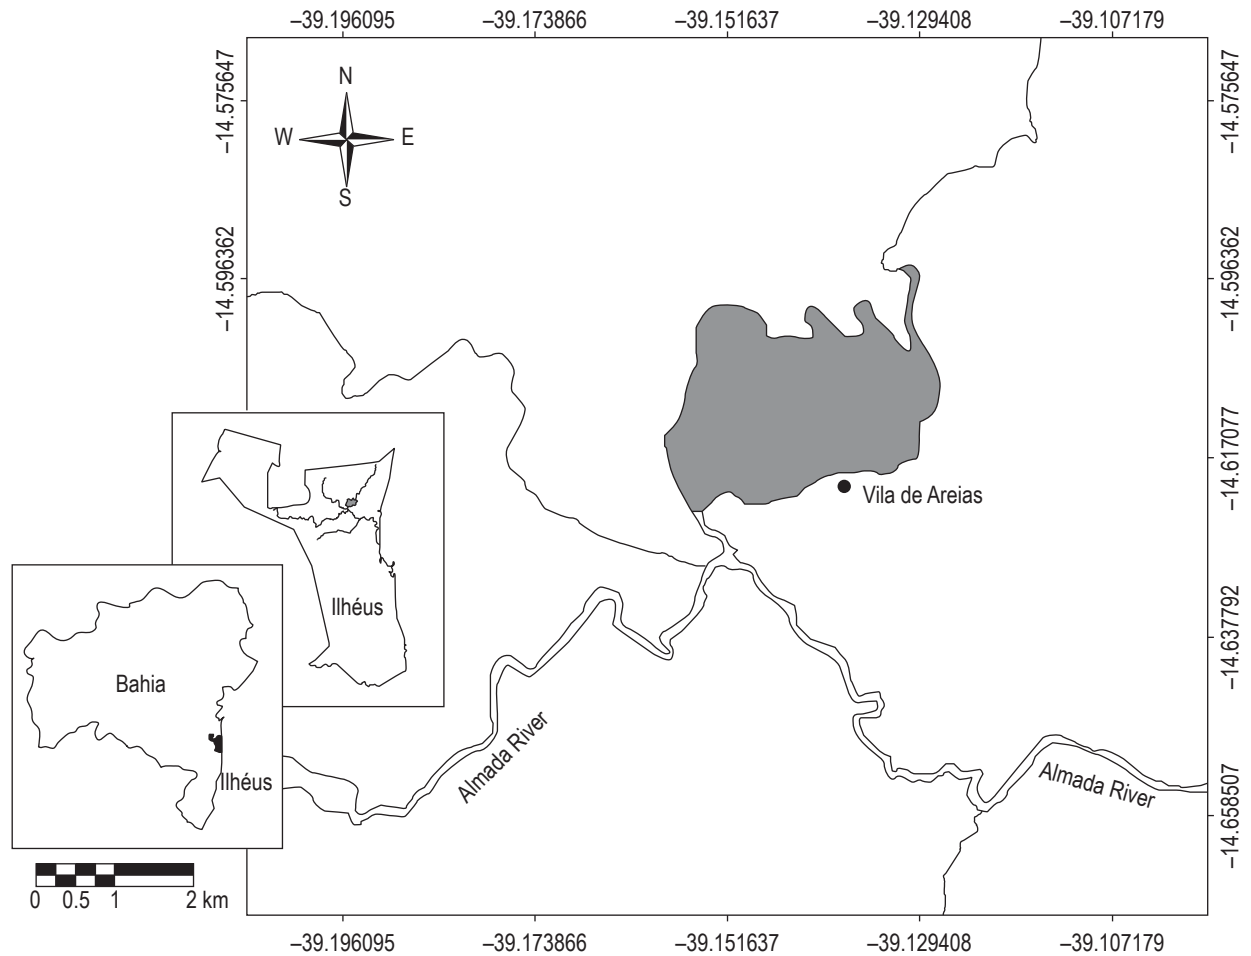 −39.196095
−39.173866
−39.151637
−39.129408
−39.107179
−14.575647
−14.575647
N
W
E
S
−14.596362
−14.596362
−14.617077
Vila de Areias
Ilhéus
−14.637792
−14.637792
Bahia
Ilhéus
Almada River
Almada River
−14.617077
−14.658507
0
0.5
1
2 km
−39.196095
−39.173866
−39.151637
−39.129408
−39.107179